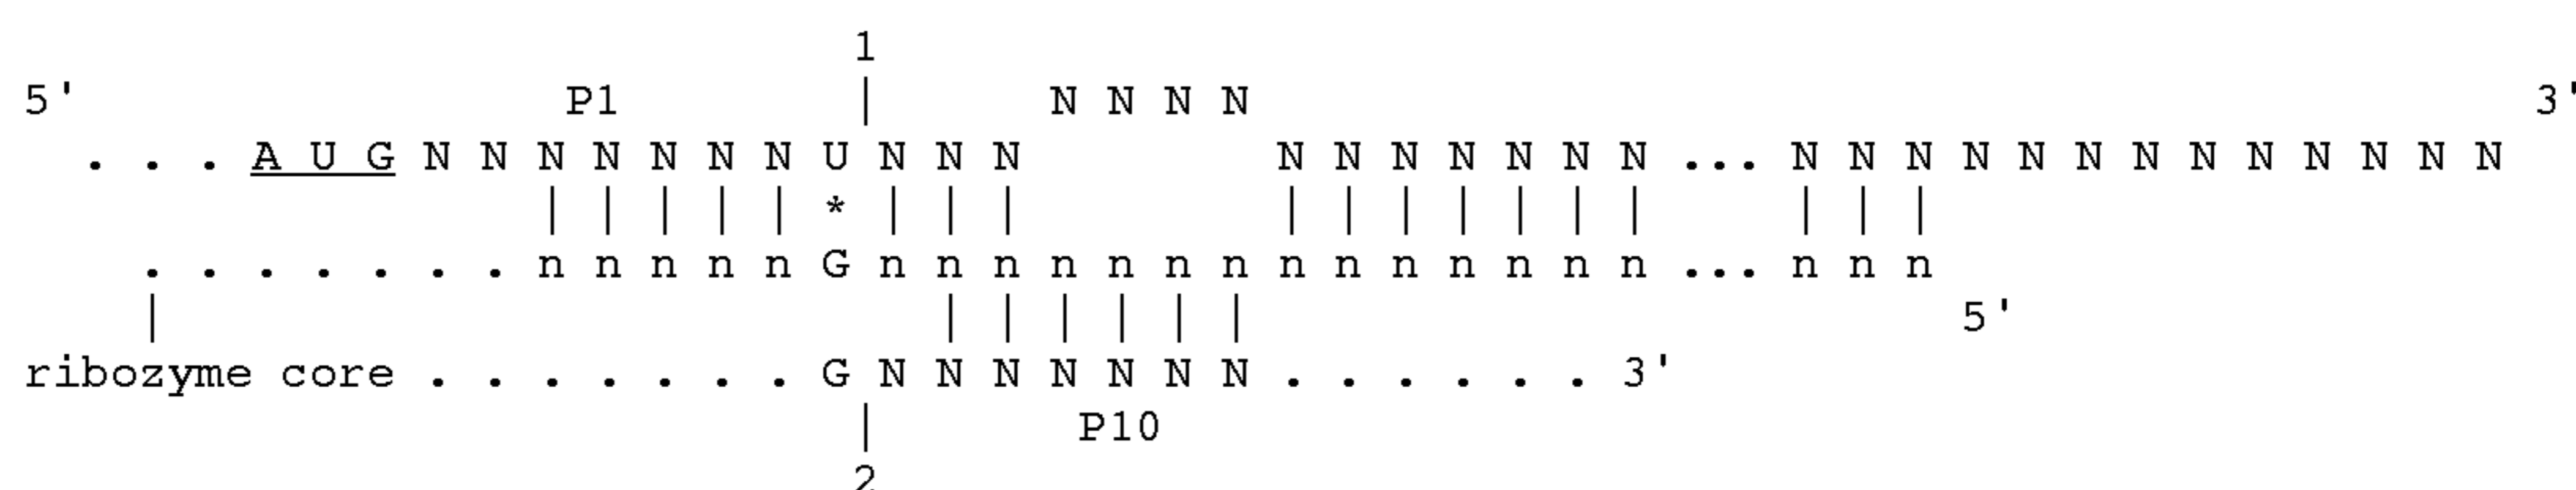 1
5' P1 | N N N N 3'
. . . A U G N N N N N N N U N N N N N N N N N N ... N N N N N N N N N N N N N
| | | | | * | | | | | | | | | | | | |
. . . . . . . n n n n n G n n n n n n n n n n n n n n ... n n n
| | | | | | | 5'
ribozyme core . . . . . . . G N N N N N N N . . . . . . 3'
| P10
2